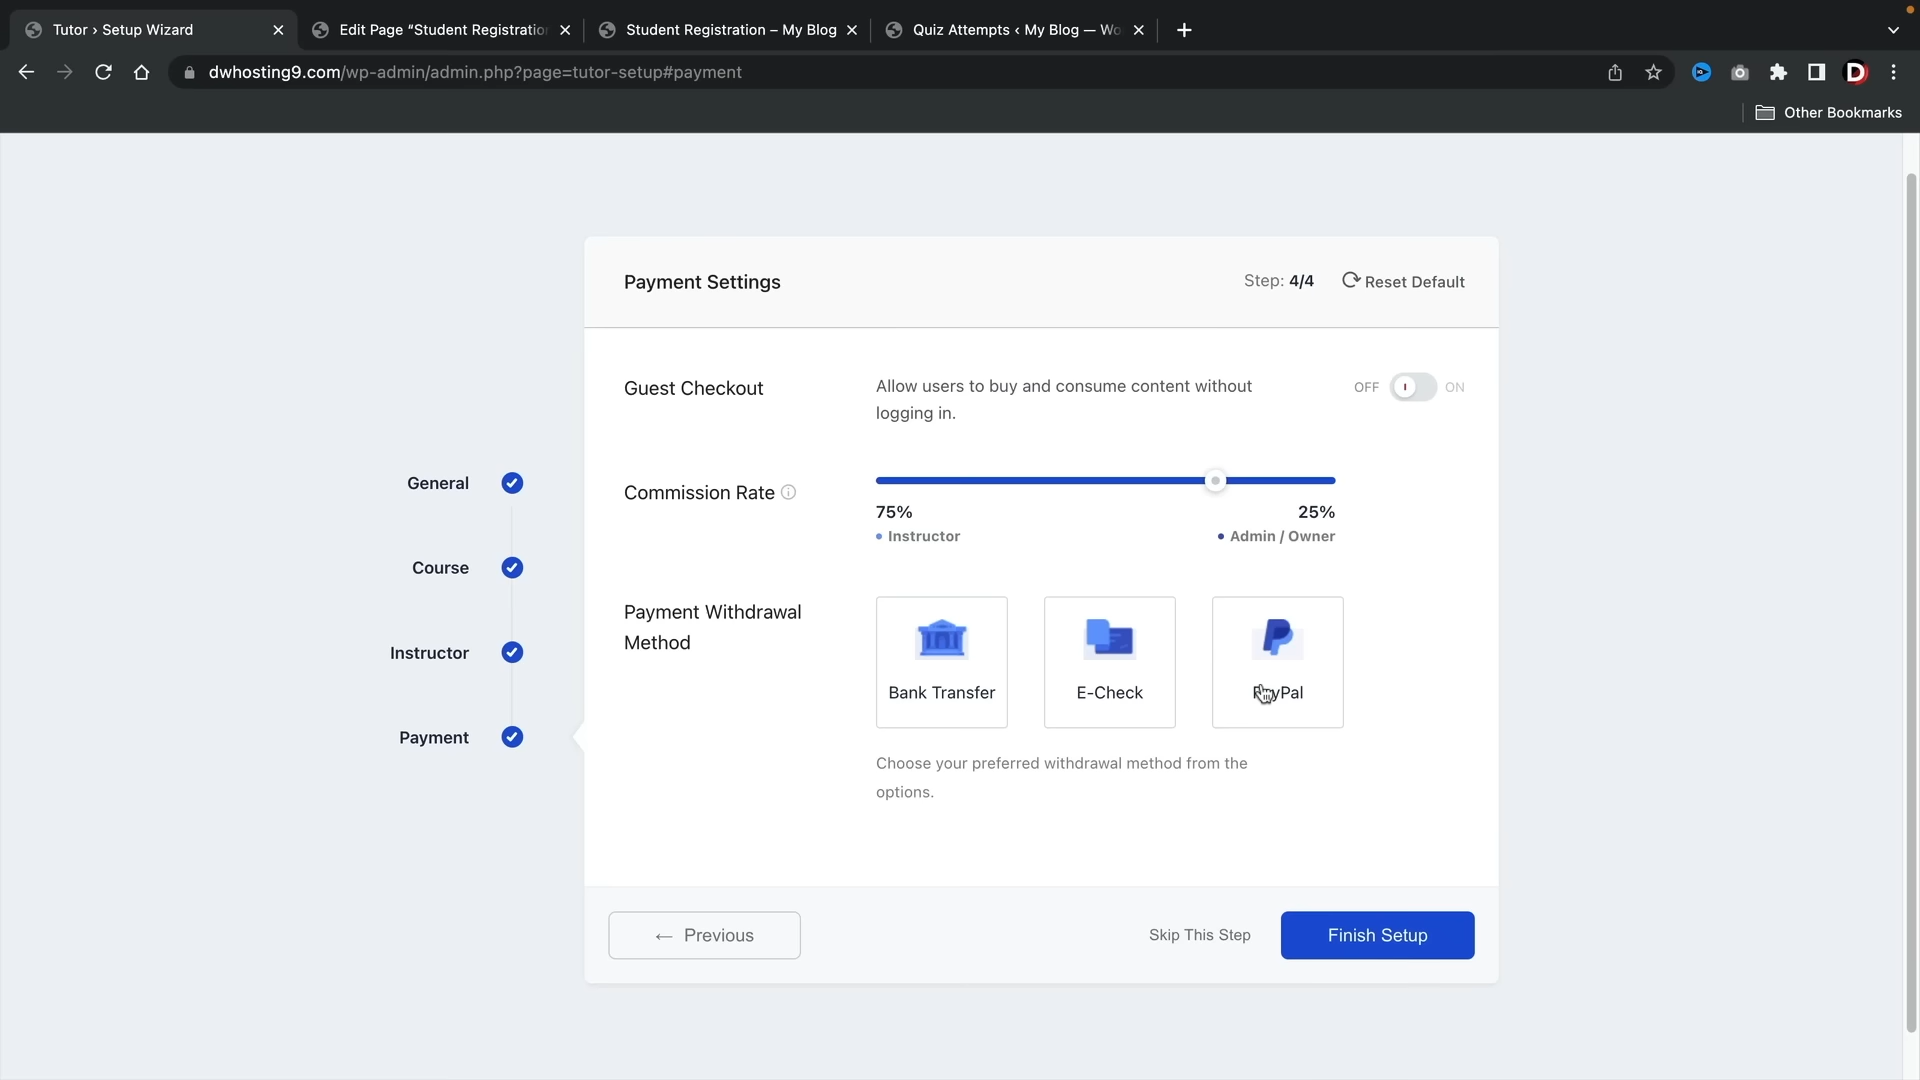 Tutor › Setup Wizard
Edit Page “Student Registration
Student Registration – My Blog
Quiz Attempts ‹ My Blog — Wo
dwhosting9.com/wp-admin/admin.php?page=tutor-setup#payment
Other Bookmarks
Payment Settings
Step: 4/4
Reset Default
Guest Checkout
Allow users to buy and consume content without
logging in.
OFF
ON
Commission Rate
75%
25%
Instructor
Admin / Owner
General
Course
Instructor
Payment
Payment Withdrawal
Method
Bank Transfer
E-Check
PayPal
Choose your preferred withdrawal method from the
options.
← Previous
Skip This Step
Finish Setup